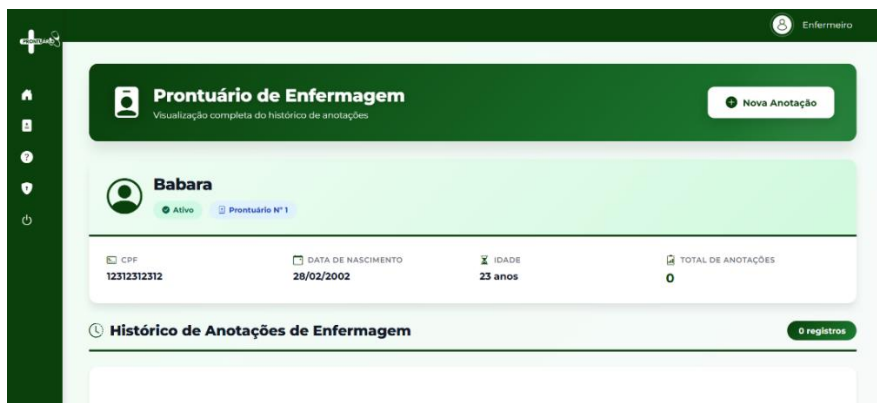 PRONTUÁRIO
Enfermeiro
Prontuário de Enfermagem
Visualização completa do histórico de anotações
Nova Anotação
Babara
Ativo
Prontuário Nº 1
CPF
12312312312
DATA DE NASCIMENTO
28/02/2002
IDADE
23 anos
TOTAL DE ANOTAÇÕES
0
Histórico de Anotações de Enfermagem
0 registros